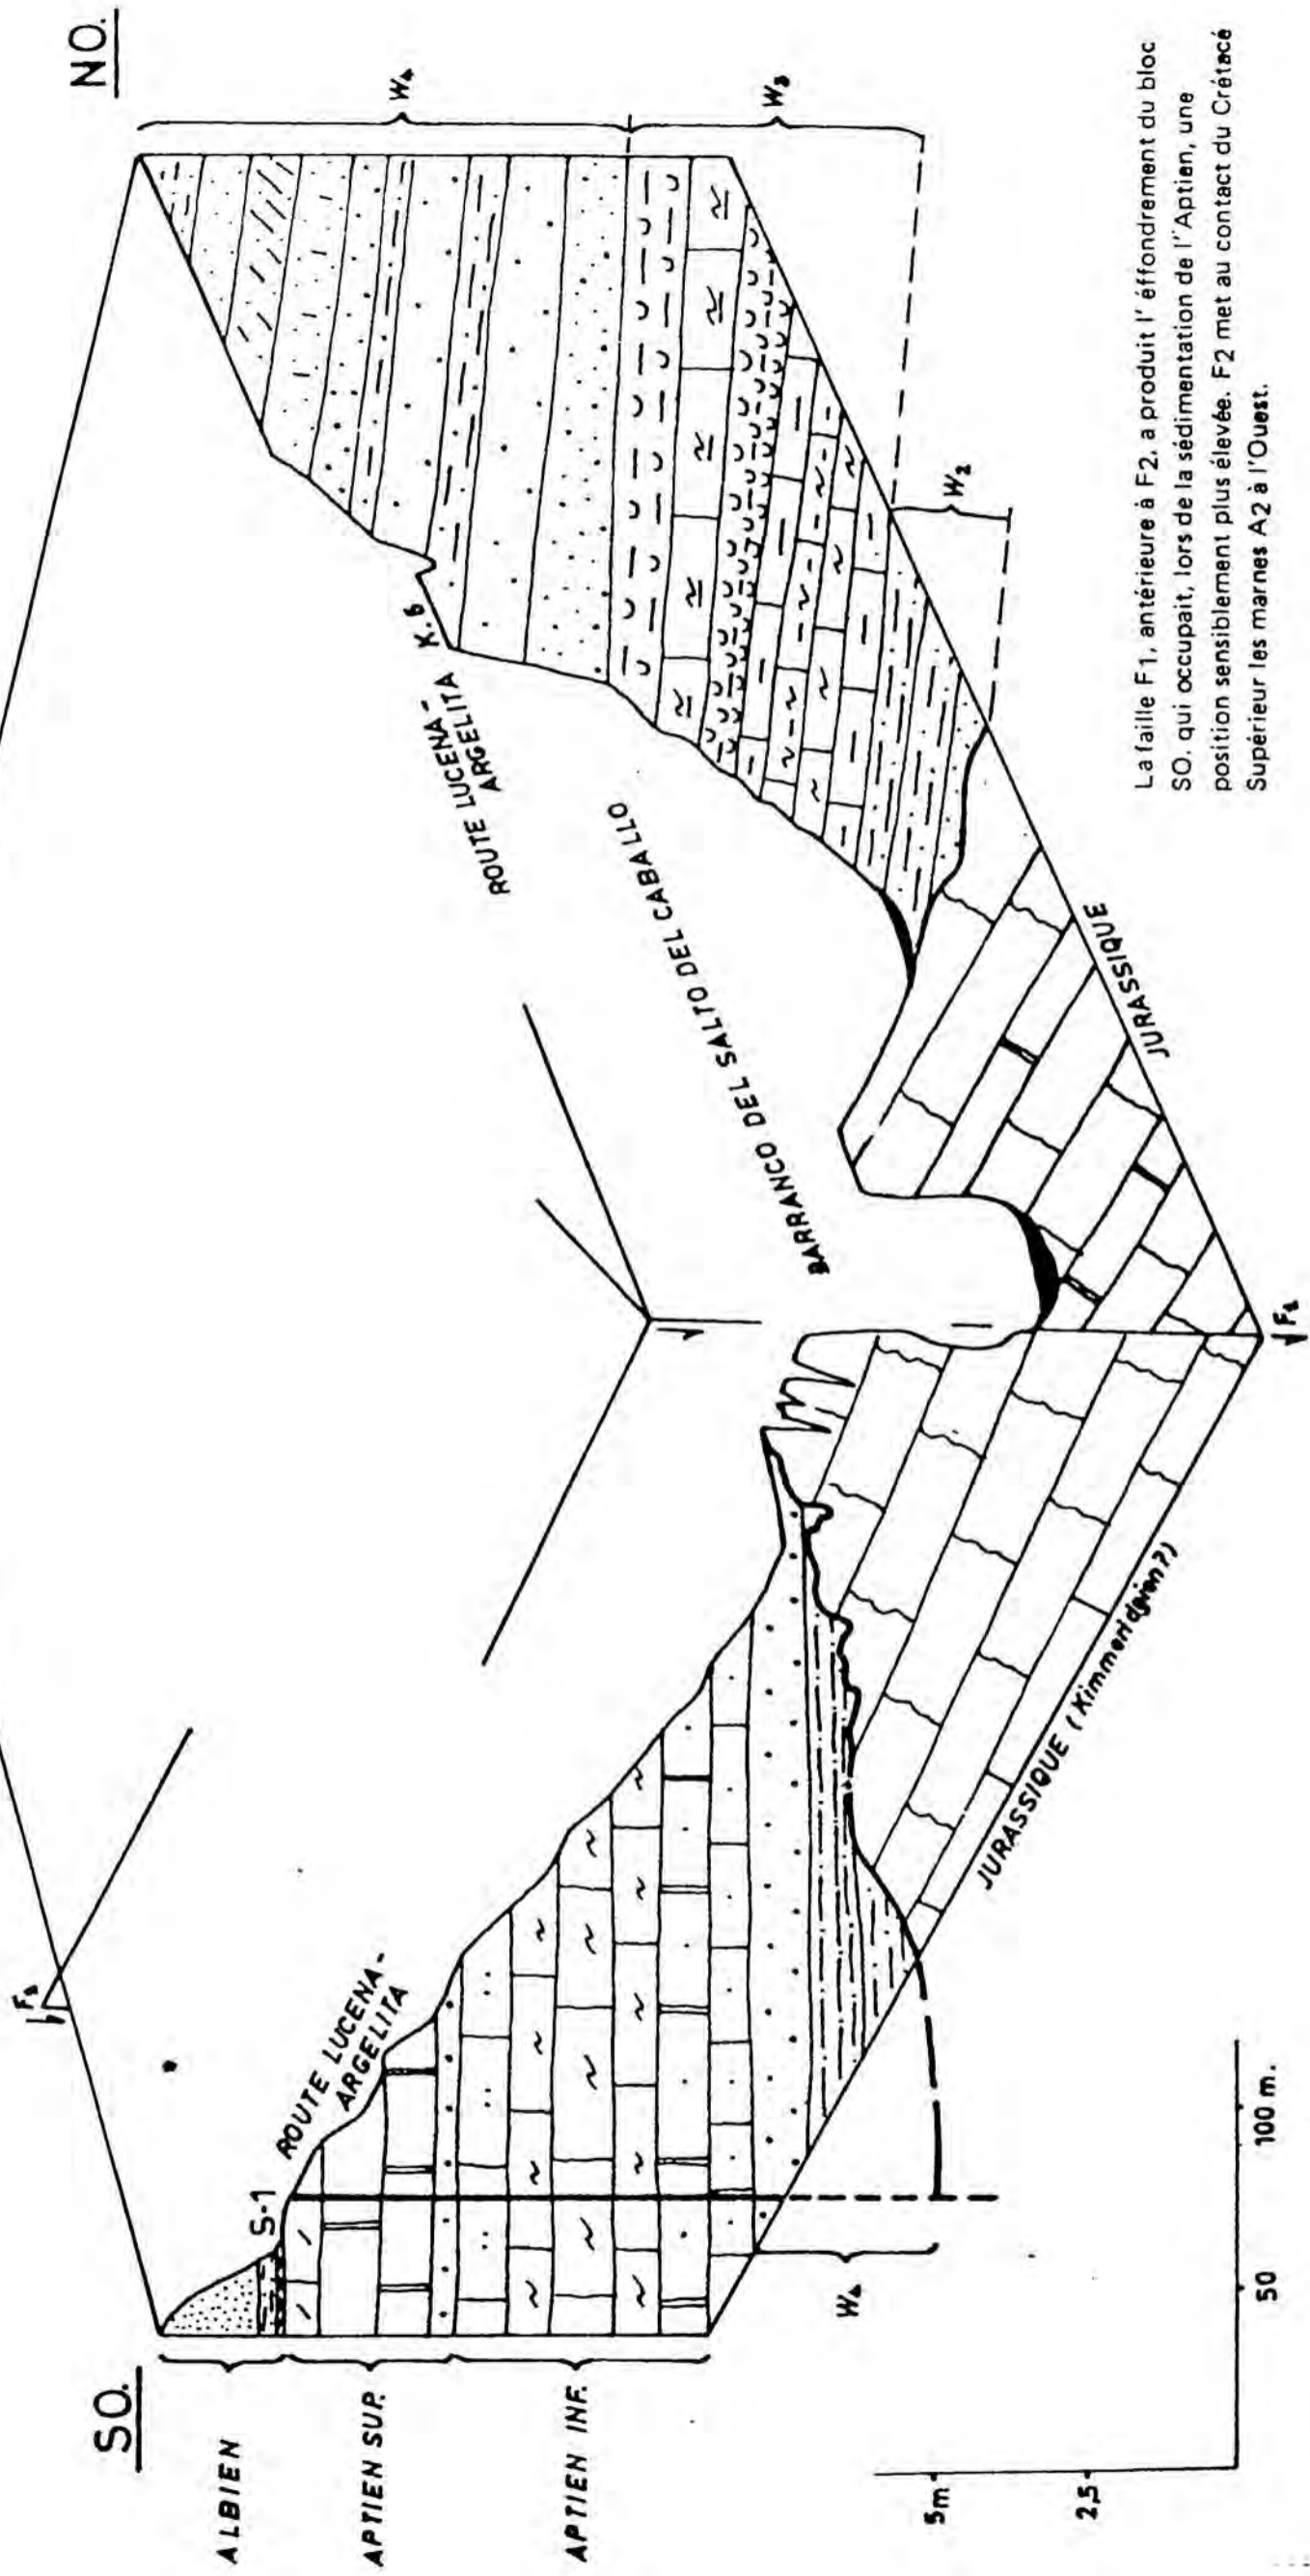 SO.
NO.
ALBIEN
APTIEN SUP.
APTIEN INF.
S-1
ROUTE LUCENA-
ARGELITA
W4
JURASSIQUE (Kimmeridgien?)
BARRANCO DEL SALTO DEL CABALLO
ROUTE LUCENA-
ARGELITA K.6
JURASSIQUE
W4
W3
W2
5m
2,5
50
100 m.
La faille F1, antérieure à F2, a produit l' éffondrement du bloc
SO. qui occupait, lors de la sédimentation de l'Aptien, une
position sensiblement plus élevée. F2 met au contact du Crétacé
Supérieur les marnes A2 à l'Ouest.